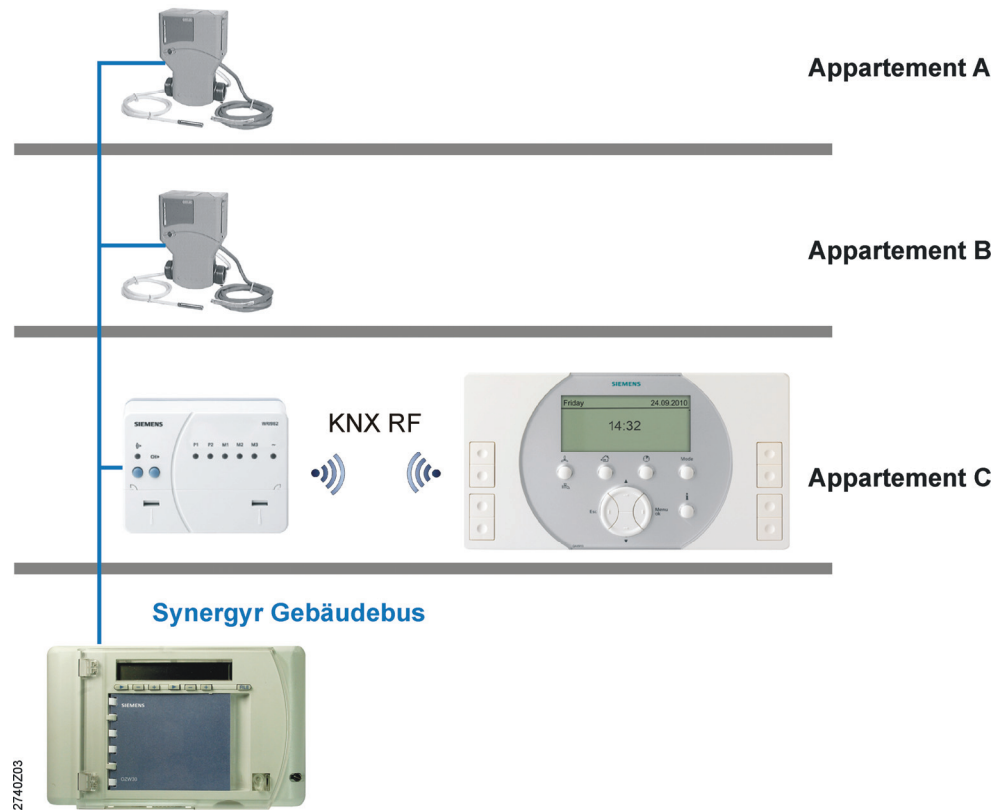 Appartement A
Appartement B
KNX RF
SIEMENS
P1 P2 M1 M2 M3
SIEMENS
Friday 24.09.2010
14:32
Mode
Esc
Menu
ok
Appartement C
Synergyr Gebäudebus
SIEMENS
2740Z03